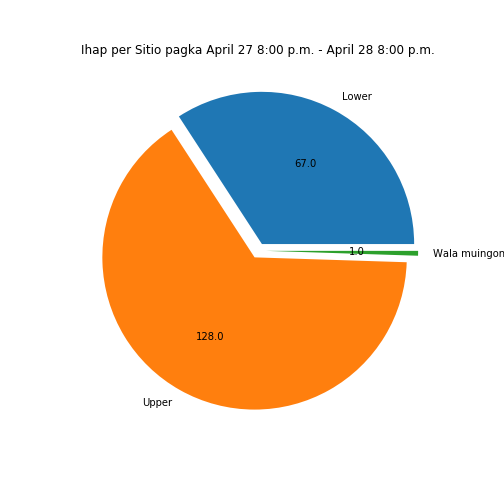 Ihap per Sitio pagka April 27 8:00 p.m. - April 28 8:00 p.m.
Lower
67.0
1.0
Wala muingon
128.0
Upper